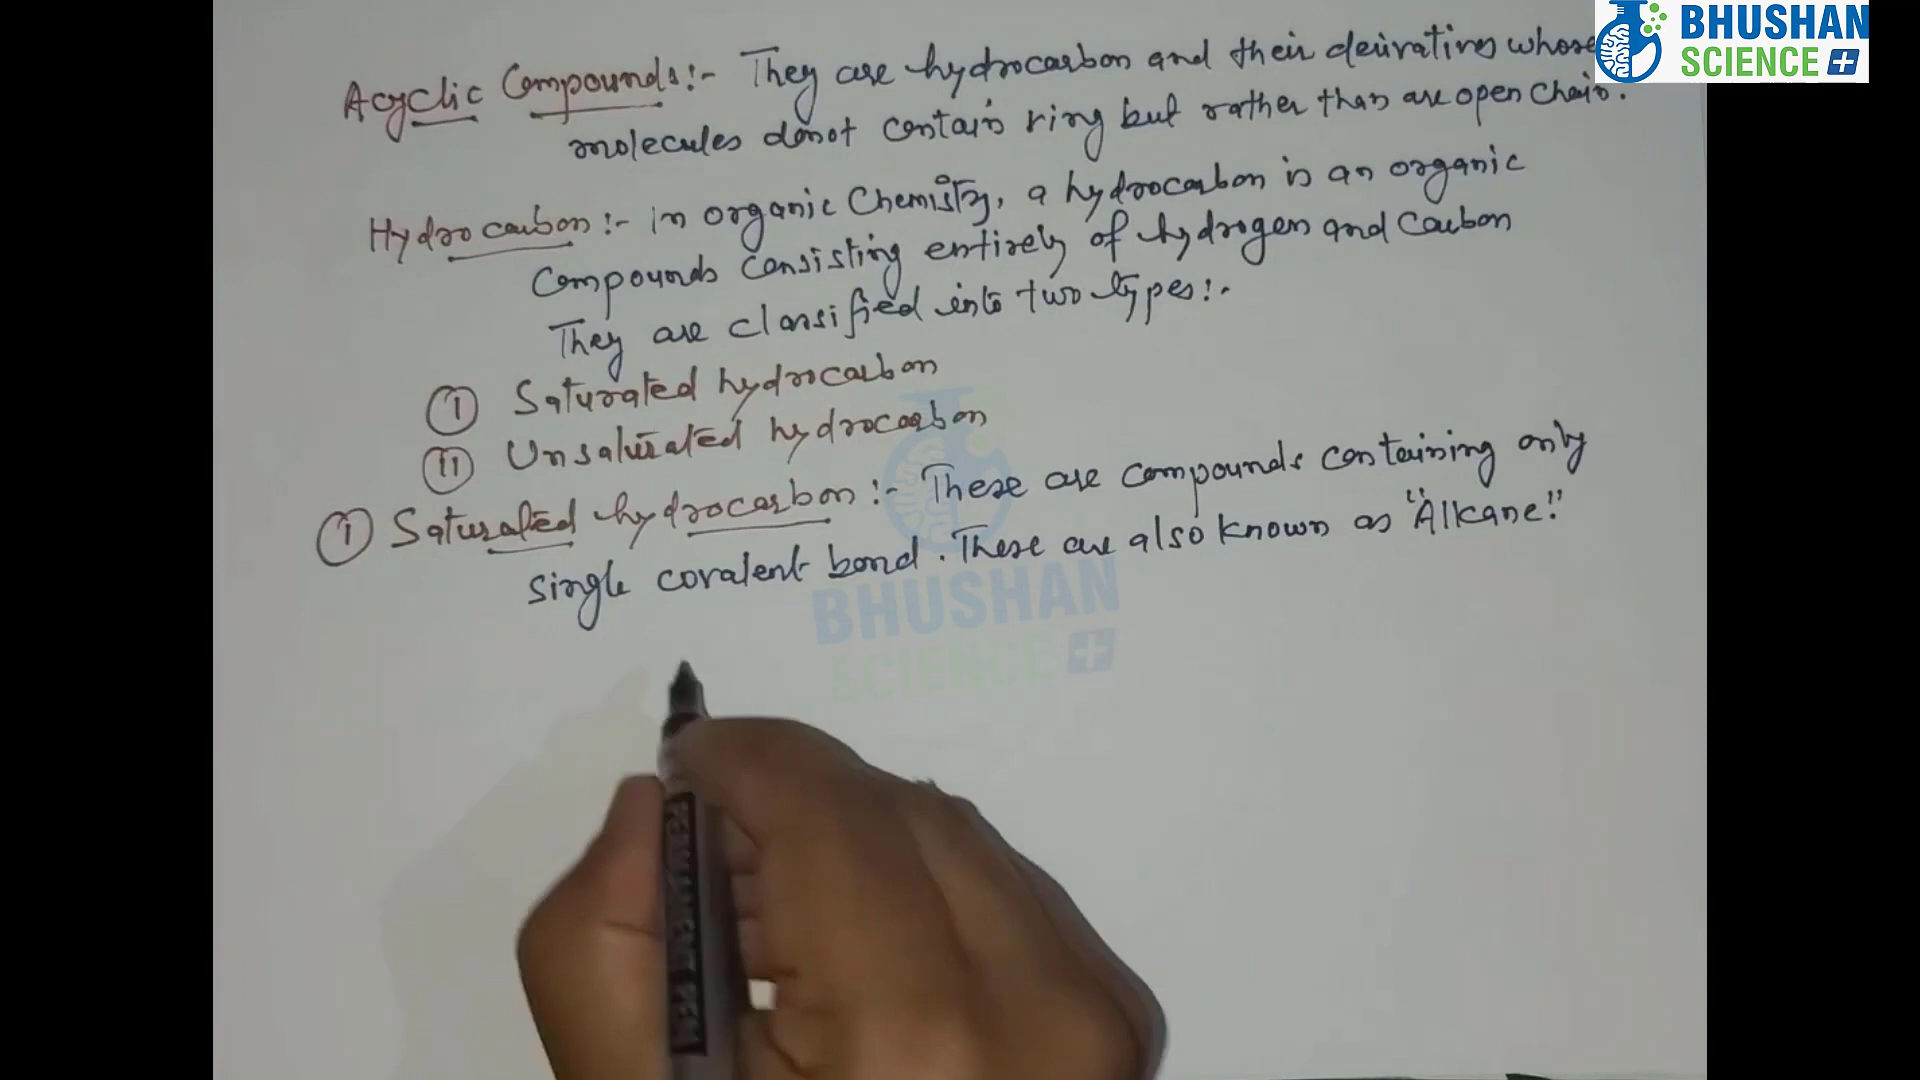 BHUSHAN
SCIENCE +
Acyclic Compounds:- They are hydrocarbon and their derivatives whose
molecules donot contain ring but rather than are open chain.
Hydrocarbon:- in organic Chemistry, a hydrocarbon is an organic
Compounds consisting entirely of hydrogen and Carbon
They are classified into two types:-
(I) Saturated hydrocarbon
(II) Unsaturated hydrocarbon
(I) Saturated hydrocarbon:- These are compounds containing only
single covalent bond. These are also known as "Alkane."
BHUSHAN
SCIENCE +
PERMANENT PEN